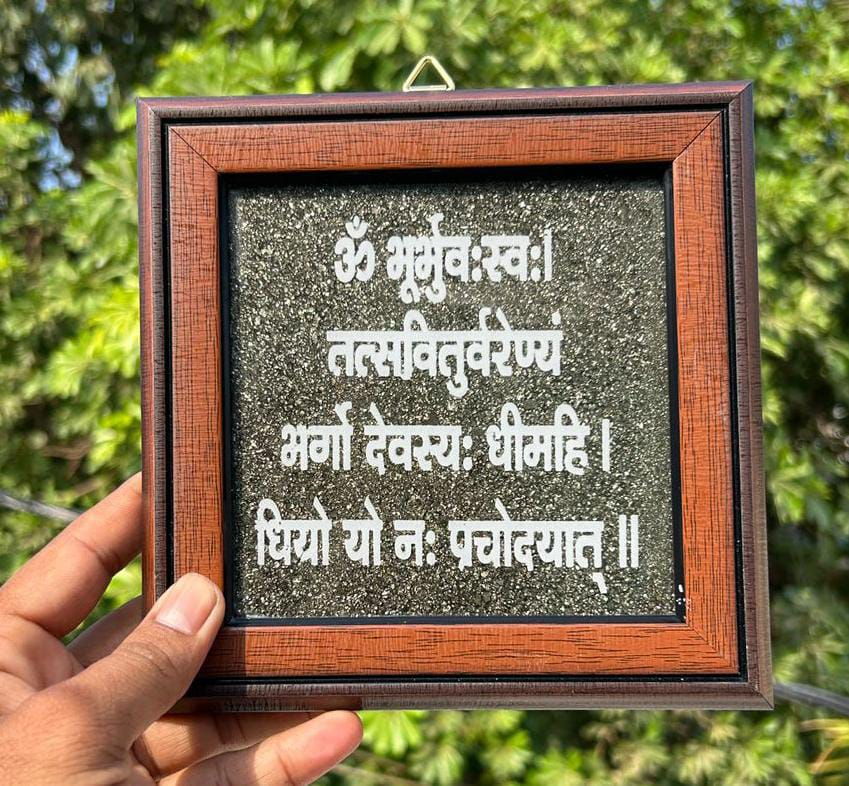 ॐ भूर्भुवः स्वः।
तत्सवितुर्वरेण्यं
भर्गो देवस्यः धीमहि।
धियो यो नः प्रचोदयात् ॥